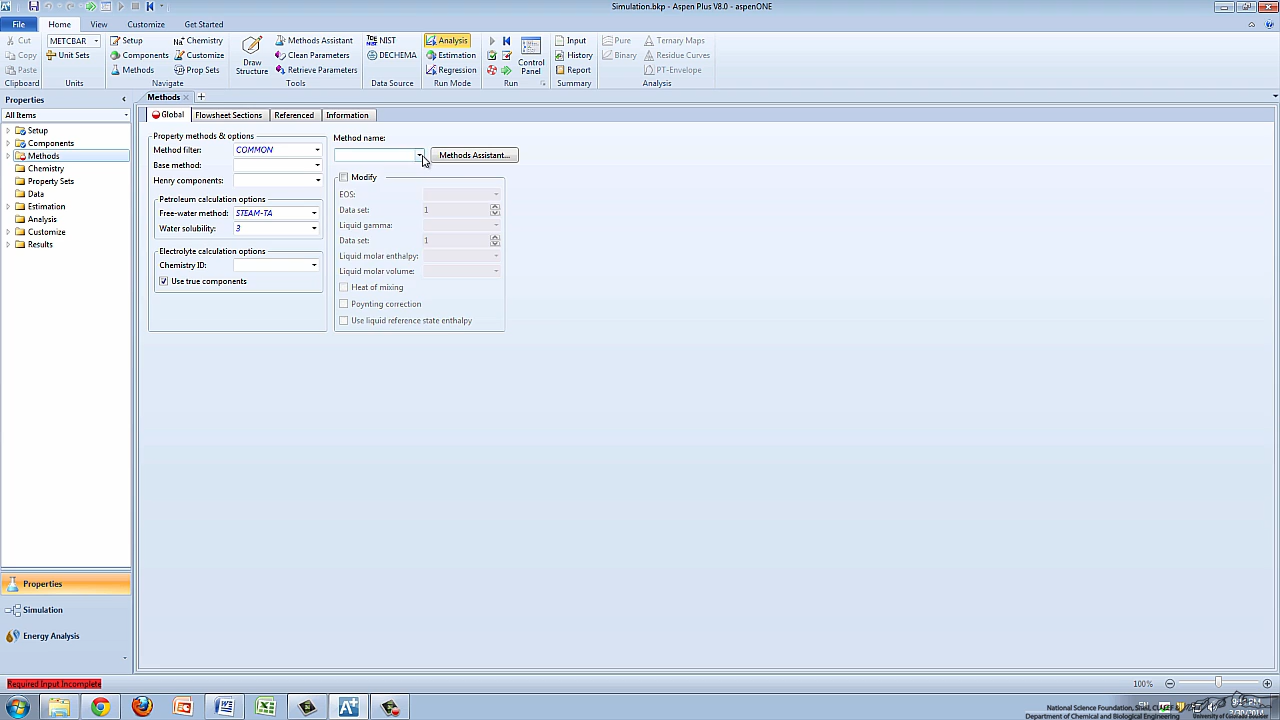 Simulation.bkp - Aspen Plus V8.0 - aspenONE
File Home View Customize Get Started
Cut METCBAR Setup Chemistry Methods Assistant NIST Analysis Input Pure Ternary Maps
Copy Unit Sets Components Customize Draw Structure Clean Parameters DECHEMA Estimation Control Panel History Binary Residue Curves
Paste Methods Prop Sets Retrieve Parameters Regression Report PT-Envelope
Clipboard Units Navigate Tools Data Source Run Mode Run Summary Analysis
Properties
All Items
Setup
Components
Methods
Chemistry
Property Sets
Data
Estimation
Analysis
Customize
Results
Properties
Simulation
Energy Analysis
Methods
Global Flowsheet Sections Referenced Information
Property methods & options
Method filter: COMMON
Base method:
Henry components:
Petroleum calculation options
Free-water method: STEAM-TA
Water solubility: 3
Electrolyte calculation options
Chemistry ID:
Use true components
Method name:
Methods Assistant...
Modify
EOS:
Data set: 1
Liquid gamma:
Data set: 1
Liquid molar enthalpy:
Liquid molar volume:
Heat of mixing
Poynting correction
Use liquid reference state enthalpy
Required Input Incomplete
100%
Department of Chemical and Biological Engineering